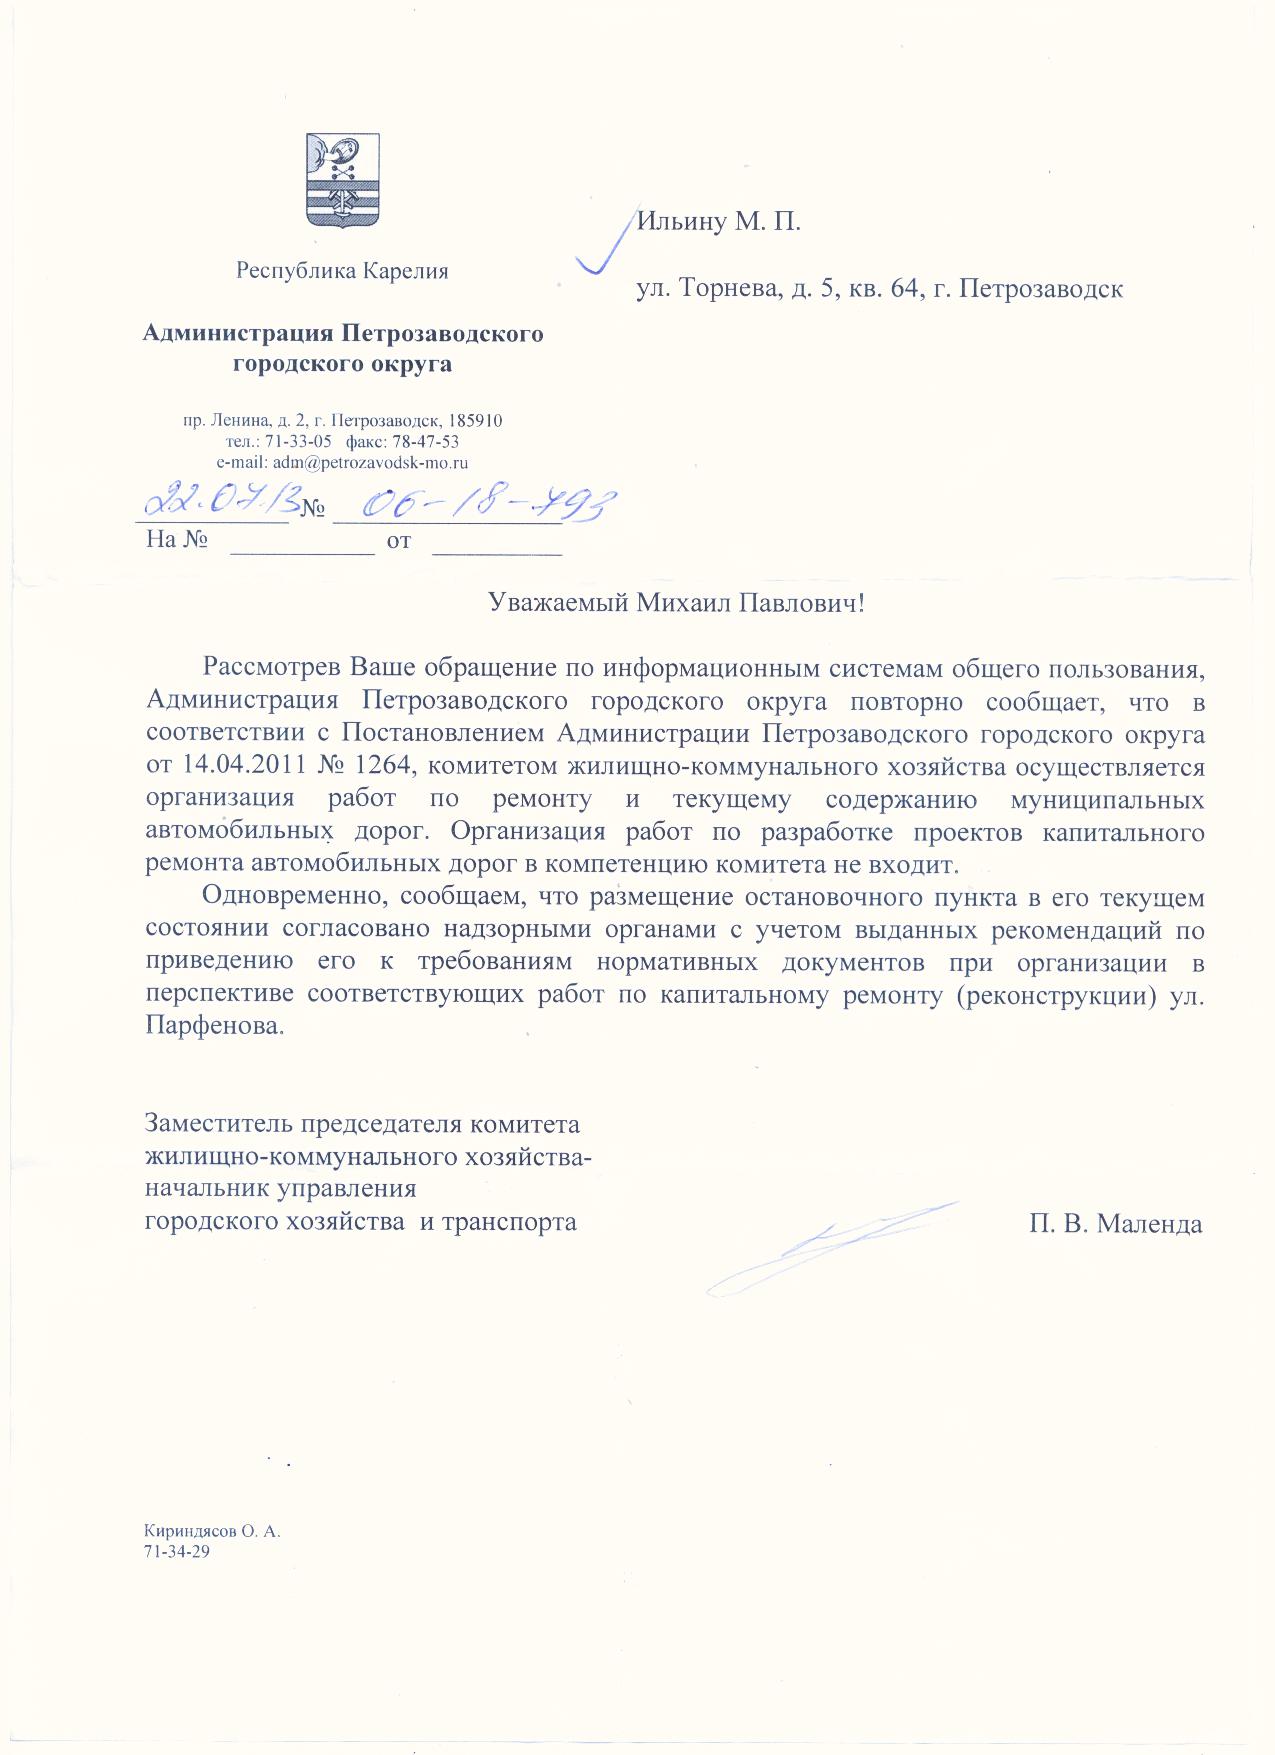 Ильину М. П.
ул. Торнева, д. 5, кв. 64, г. Петрозаводск
Республика Карелия
Администрация Петрозаводского
городского округа
пр. Ленина, д. 2, г. Петрозаводск, 185910
тел.: 71-33-05 факс: 78-47-53
e-mail: adm@petrozavodsk-mo.ru
22.07.13 № 06-18-793
На № от
Уважаемый Михаил Павлович!
Рассмотрев Ваше обращение по информационным системам общего пользования,
Администрация Петрозаводского городского округа повторно сообщает, что в
соответствии с Постановлением Администрации Петрозаводского городского округа
от 14.04.2011 № 1264, комитетом жилищно-коммунального хозяйства осуществляется
организация работ по ремонту и текущему содержанию муниципальных
автомобильных дорог. Организация работ по разработке проектов капитального
ремонта автомобильных дорог в компетенцию комитета не входит.
Одновременно, сообщаем, что размещение остановочного пункта в его текущем
состоянии согласовано надзорными органами с учетом выданных рекомендаций по
приведению его к требованиям нормативных документов при организации в
перспективе соответствующих работ по капитальному ремонту (реконструкции) ул.
Парфенова.
Заместитель председателя комитета
жилищно-коммунального хозяйства-
начальник управления
городского хозяйства и транспорта П. В. Маленда
Кириндясов О. А.
71-34-29